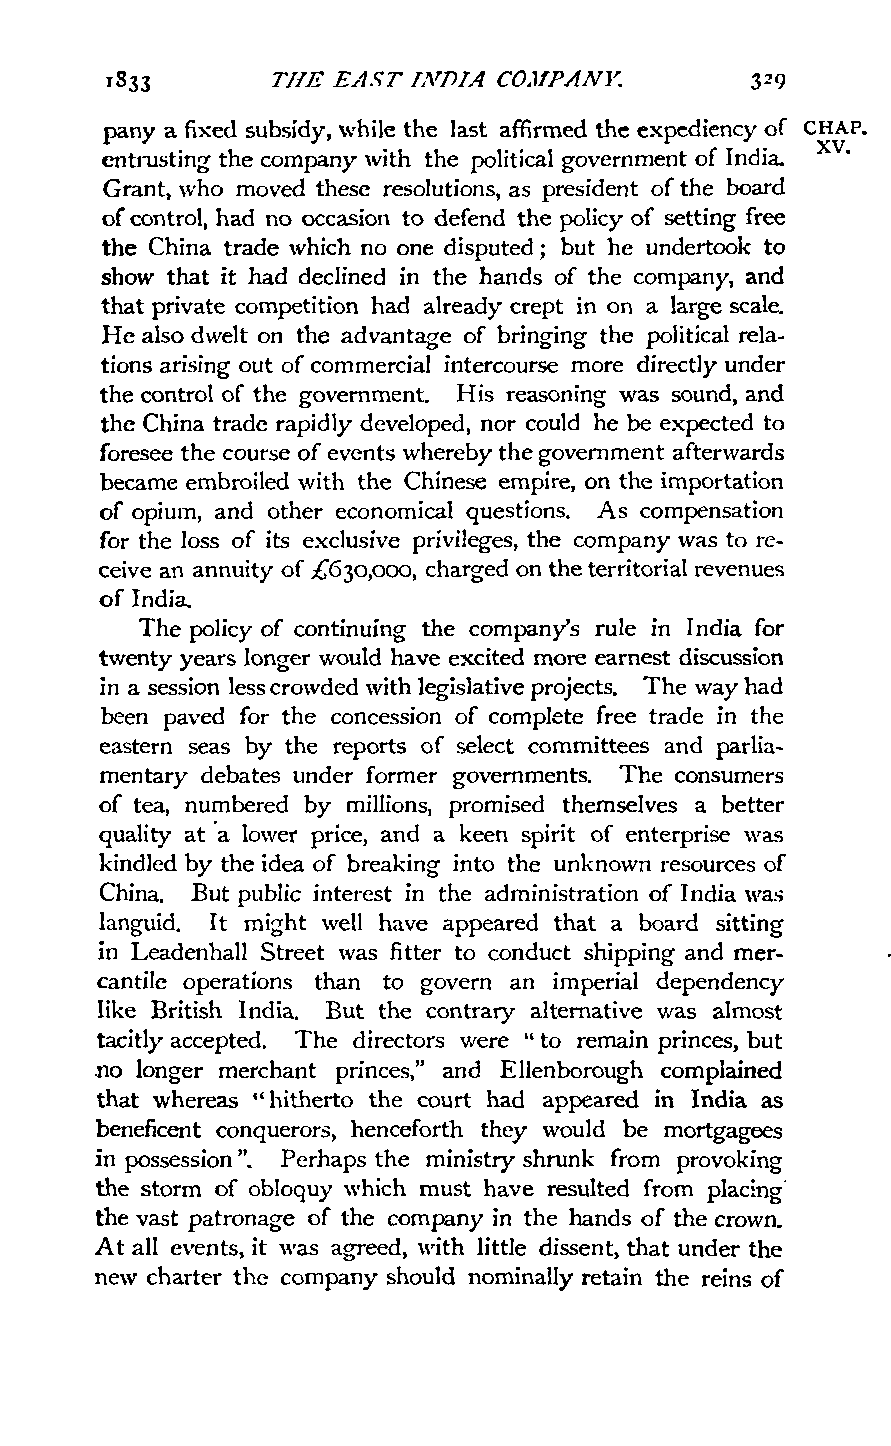 1833 THE EAST INDIA COMPANY. 329
pany a fixed subsidy, while the last affirmed the expediency of CHAP.
entrusting the company with the political government of India. XV.
Grant, who moved these resolutions, as president of the board
of control, had no occasion to defend the policy of setting free
the China trade which no one disputed; but he undertook to
show that it had declined in the hands of the company, and
that private competition had already crept in on a large scale.
He also dwelt on the advantage of bringing the political rela-
tions arising out of commercial intercourse more directly under
the control of the government. His reasoning was sound, and
the China trade rapidly developed, nor could he be expected to
foresee the course of events whereby the government afterwards
became embroiled with the Chinese empire, on the importation
of opium, and other economical questions. As compensation
for the loss of its exclusive privileges, the company was to re-
ceive an annuity of £630,000, charged on the territorial revenues
of India.
The policy of continuing the company's rule in India for
twenty years longer would have excited more earnest discussion
in a session less crowded with legislative projects. The way had
been paved for the concession of complete free trade in the
eastern seas by the reports of select committees and parlia-
mentary debates under former governments. The consumers
of tea, numbered by millions, promised themselves a better
quality at a lower price, and a keen spirit of enterprise was
kindled by the idea of breaking into the unknown resources of
China. But public interest in the administration of India was
languid. It might well have appeared that a board sitting
in Leadenhall Street was fitter to conduct shipping and mer-
cantile operations than to govern an imperial dependency
like British India. But the contrary alternative was almost
tacitly accepted. The directors were "to remain princes, but
no longer merchant princes," and Ellenborough complained
that whereas "hitherto the court had appeared in India as
beneficent conquerors, henceforth they would be mortgagees
in possession". Perhaps the ministry shrunk from provoking
the storm of obloquy which must have resulted from placing
the vast patronage of the company in the hands of the crown.
At all events, it was agreed, with little dissent, that under the
new charter the company should nominally retain the reins of